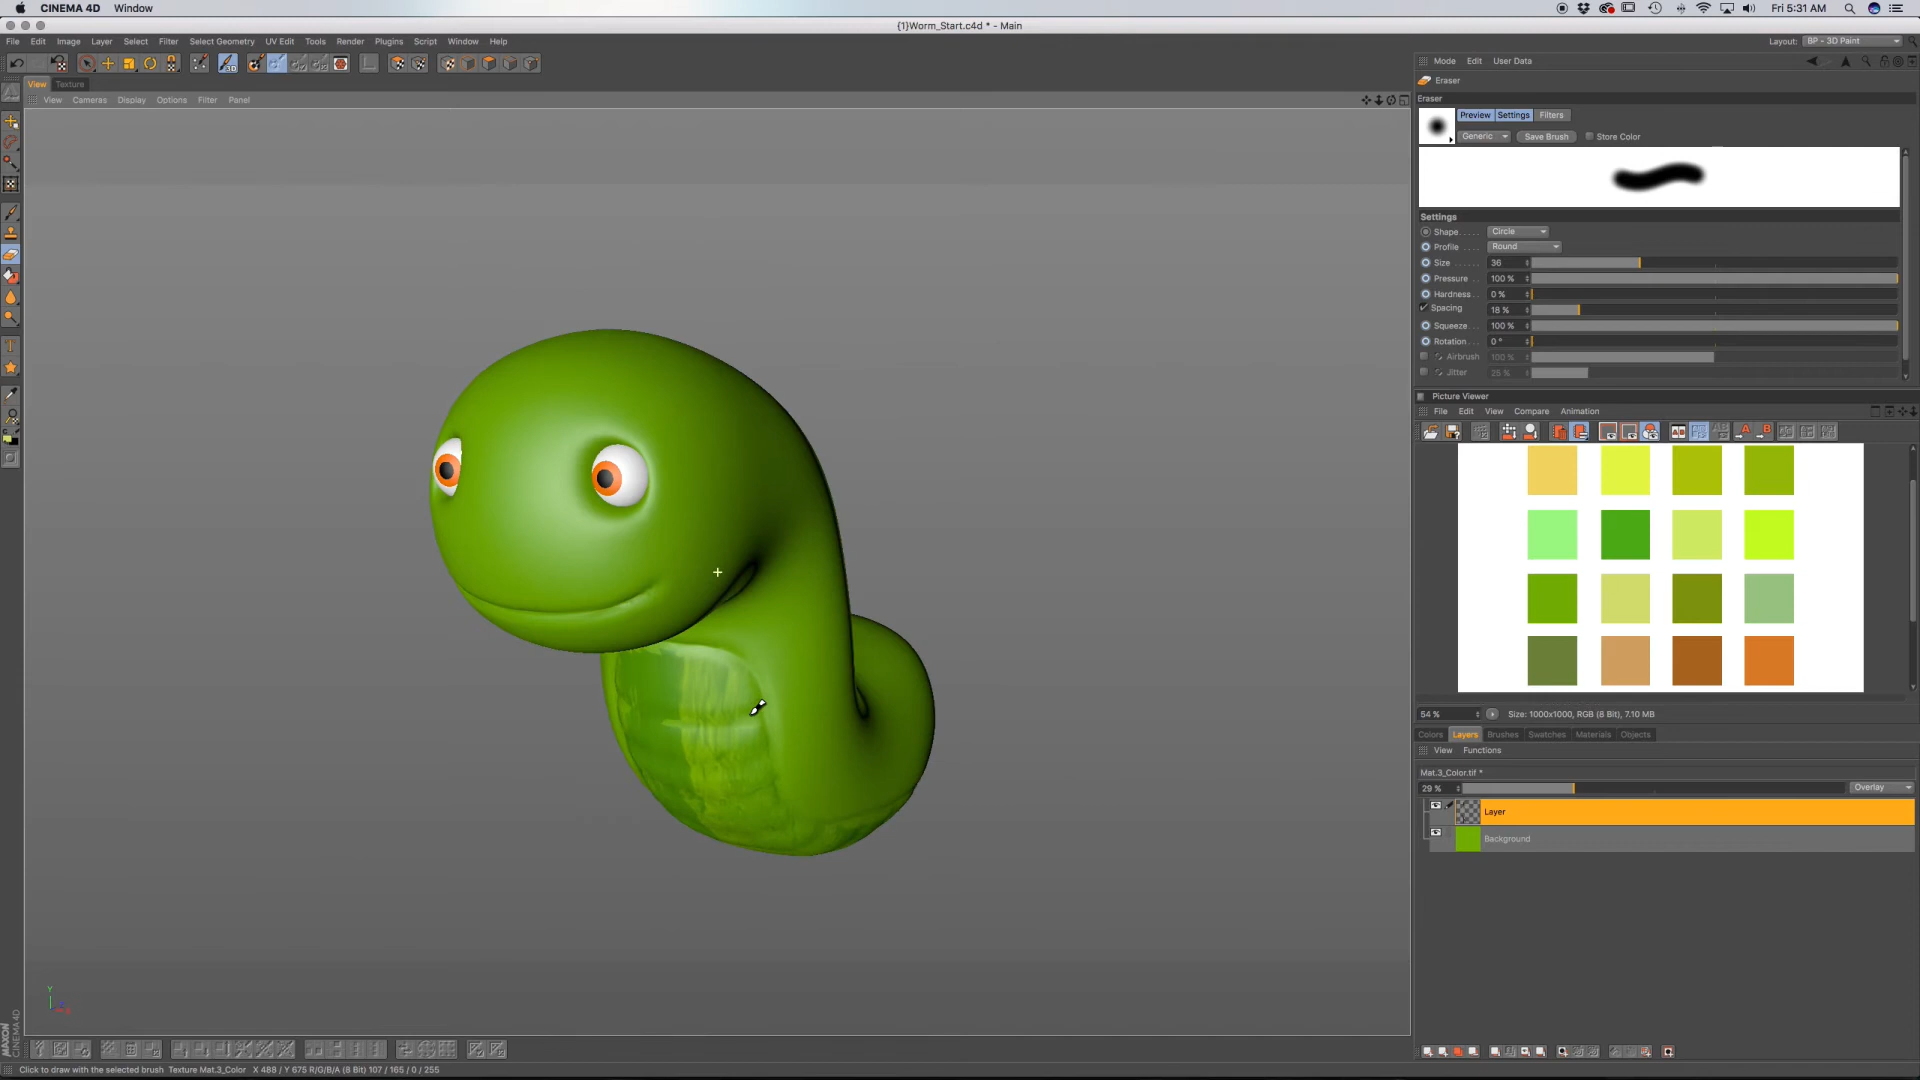 CINEMA 4D Window Fri 5:31 AM
{1}Worm_Start.c4d * - Main
File Edit Image Layer Select Filter Select Geometry UV Edit Tools Render Plugins Script Window Help Layout: BP - 3D Paint
Mode Edit User Data
View Texture
View Cameras Display Options Filter Panel
Eraser
Eraser
Preview Settings Filters
Generic Save Brush Store Color
Settings
Shape Circle
Profile Round
Size 36
Pressure 100 %
Hardness 0 %
Spacing 18 %
Squeeze 100 %
Rotation 0 °
Airbrush 100 %
Jitter 25 %
Picture Viewer
File Edit View Compare Animation
54 % Size: 1000x1000, RGB (8 Bit), 7.10 MB
Colors Layers Brushes Swatches Materials Objects
View Functions
Mat.3_Color.tif *
29 % Overlay
Layer
Background
Y
MAXON
CINEMA 4D
Click to draw with the selected brush Texture Mat.3_Color X 488 / Y 675 R/G/B/A (8 Bit) 107 / 165 / 0 / 255